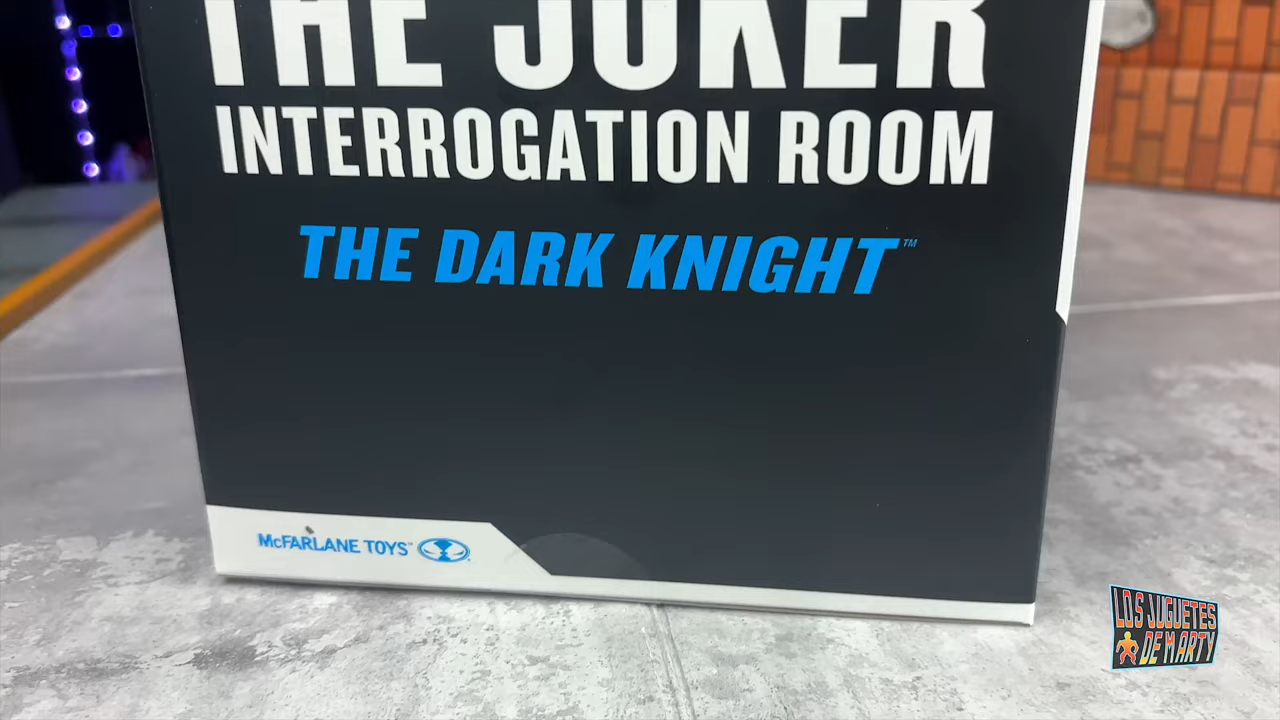 THE JOKER
INTERROGATION ROOM
THE DARK KNIGHT™
McFARLANE TOYS™
LOS JUGUETES
DE MARTY